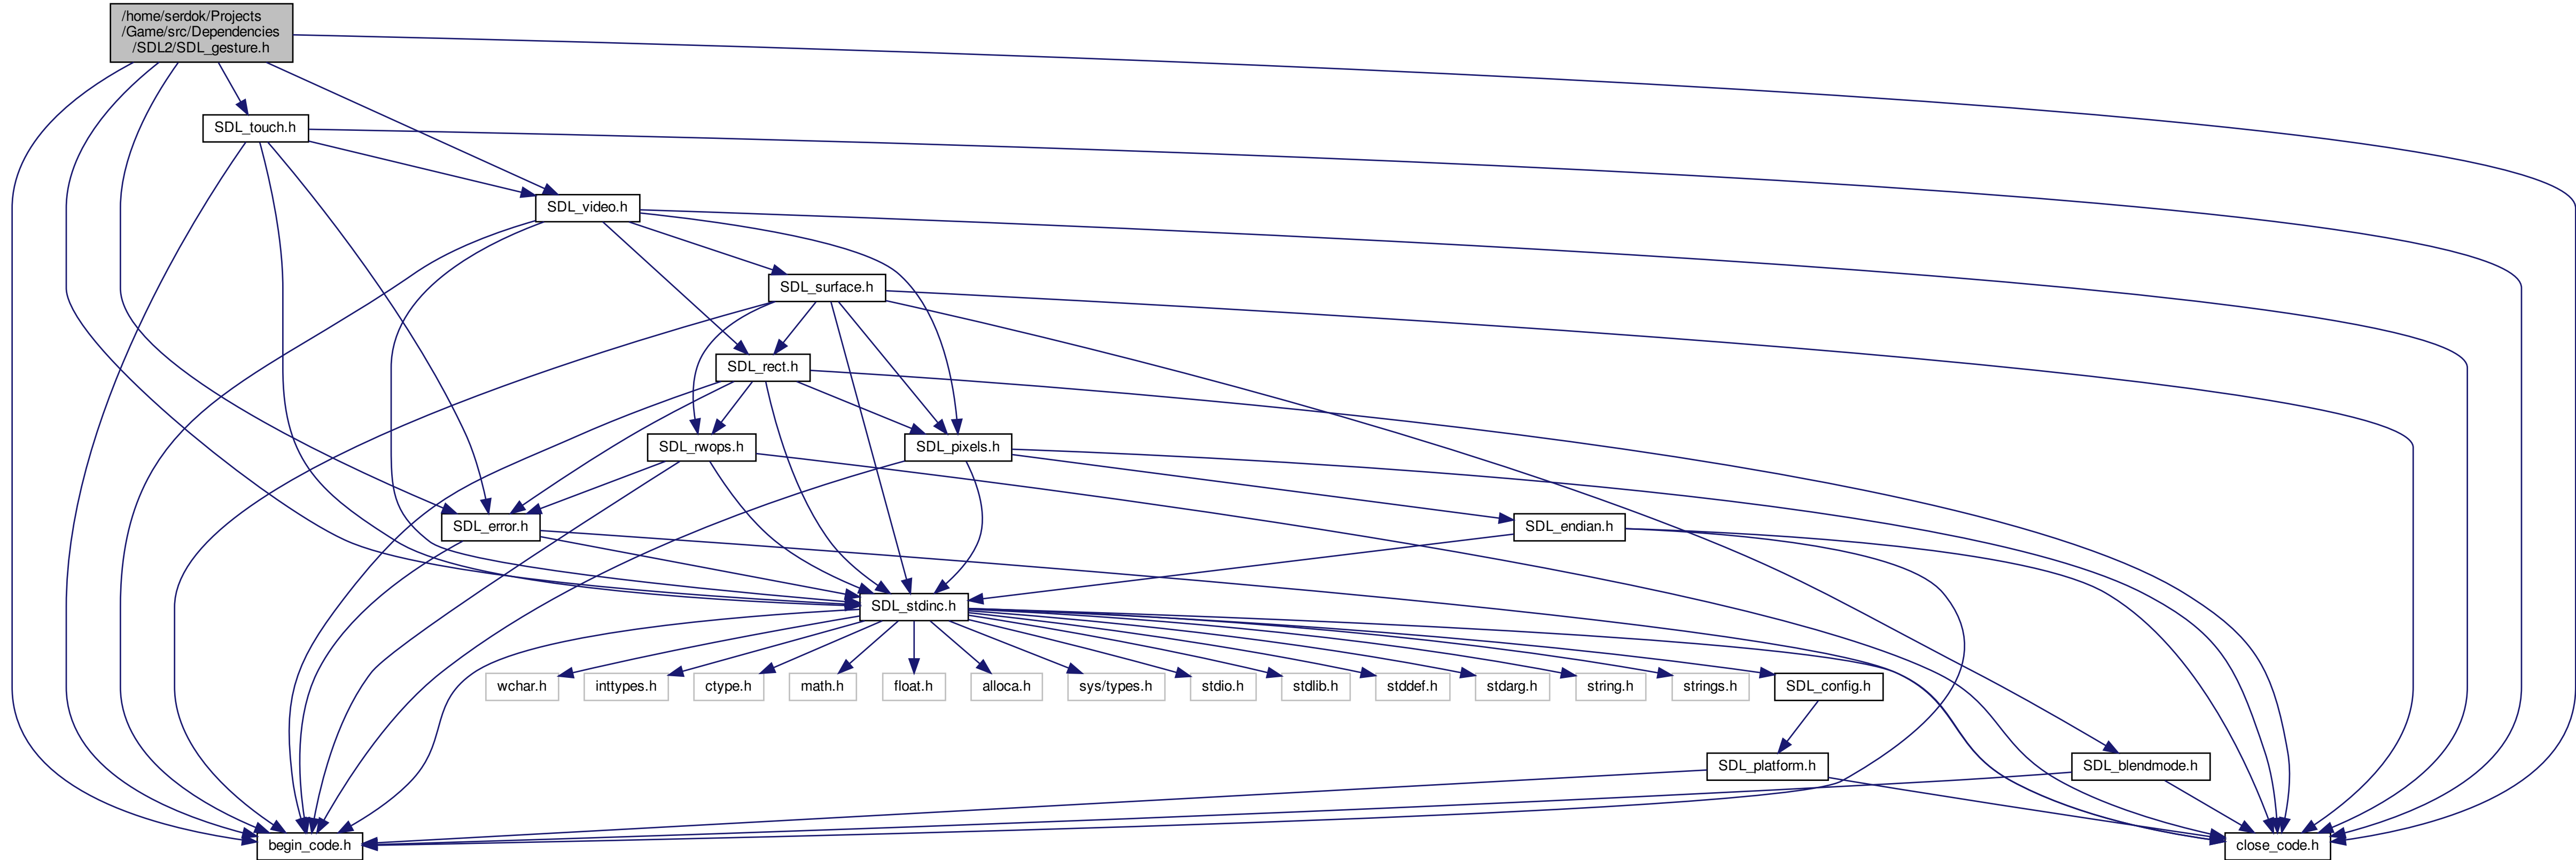 /home/serdok/Projects
/Game/src/Dependencies
/SDL2/SDL_gesture.h
SDL_touch.h
SDL_video.h
SDL_surface.h
SDL_rect.h
SDL_rwops.h
SDL_pixels.h
SDL_error.h
SDL_endian.h
SDL_stdinc.h
wchar.h
inttypes.h
ctype.h
math.h
float.h
alloca.h
sys/types.h
stdio.h
stdlib.h
stddef.h
stdarg.h
string.h
strings.h
SDL_config.h
SDL_platform.h
SDL_blendmode.h
begin_code.h
close_code.h